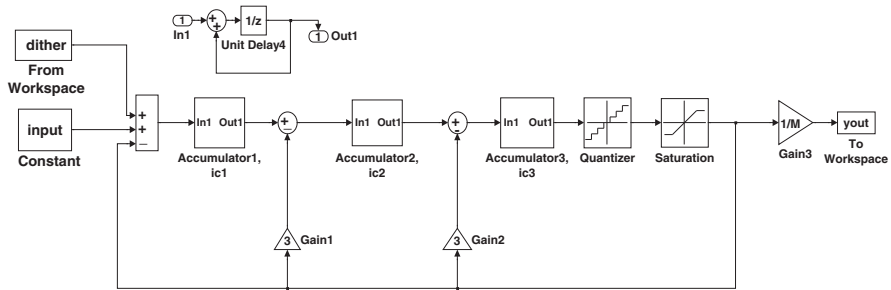 dither
From
Workspace
input
Constant
+
+
−
1
In1
+
+
1/z
Unit Delay4
1
Out1
In1 Out1
Accumulator1,
ic1
+
−
In1 Out1
Accumulator2,
ic2
+
-
In1 Out1
Accumulator3,
ic3
Quantizer
Saturation
1/M
Gain3
yout
To
Workspace
3
Gain1
3
Gain2